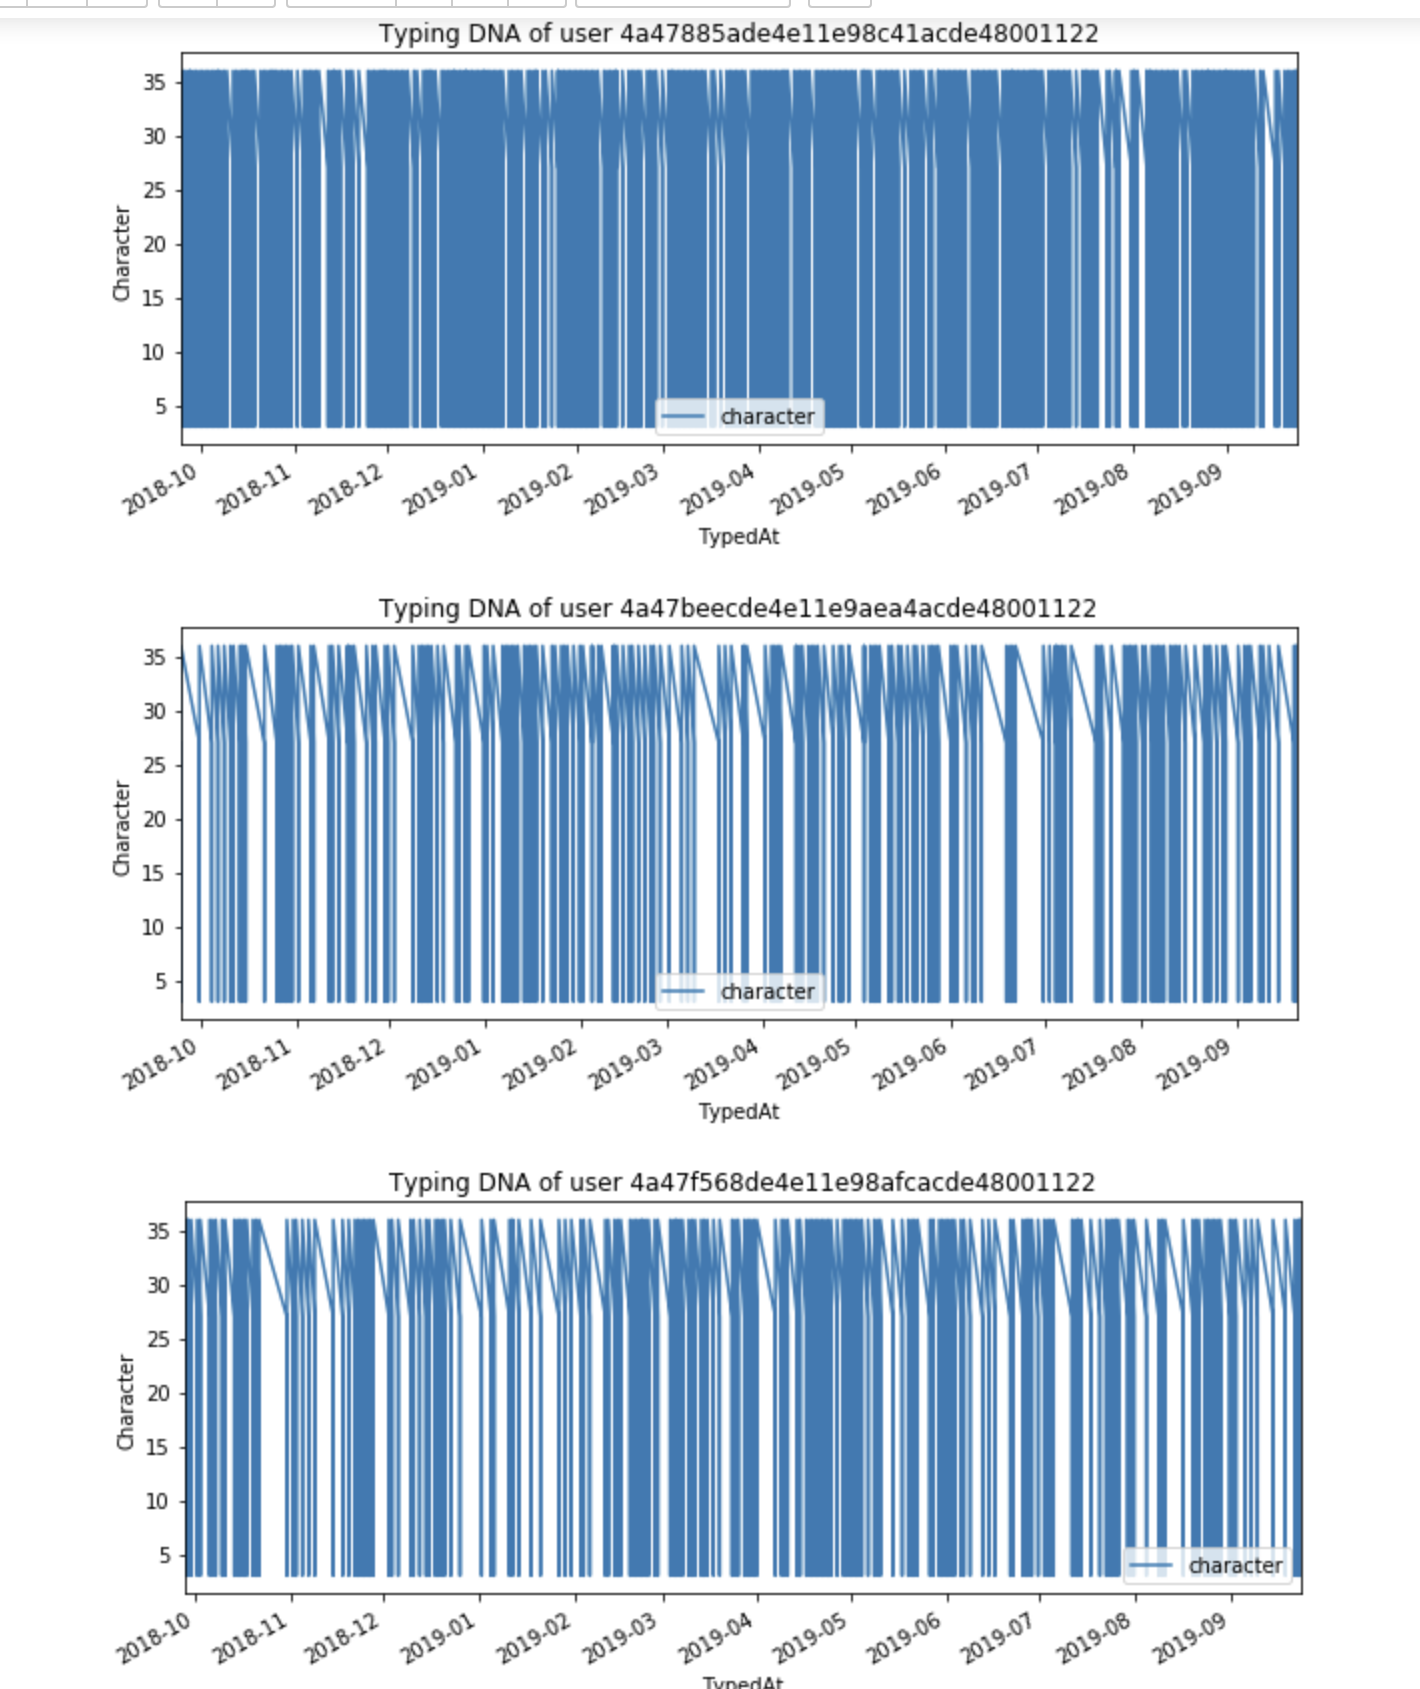 Typing DNA of user 4a47885ade4e11e98c41acde48001122
35
30
25
20
15
10
5
Character
character
2018-10 2018-11 2018-12 2019-01 2019-02 2019-03 2019-04 2019-05 2019-06 2019-07 2019-08 2019-09
TypedAt
Typing DNA of user 4a47beecde4e11e9aea4acde48001122
35
30
25
20
15
10
5
Character
character
2018-10 2018-11 2018-12 2019-01 2019-02 2019-03 2019-04 2019-05 2019-06 2019-07 2019-08 2019-09
TypedAt
Typing DNA of user 4a47f568de4e11e98afcacde48001122
35
30
25
20
15
10
5
Character
character
2018-10 2018-11 2018-12 2019-01 2019-02 2019-03 2019-04 2019-05 2019-06 2019-07 2019-08 2019-09
TypedAt